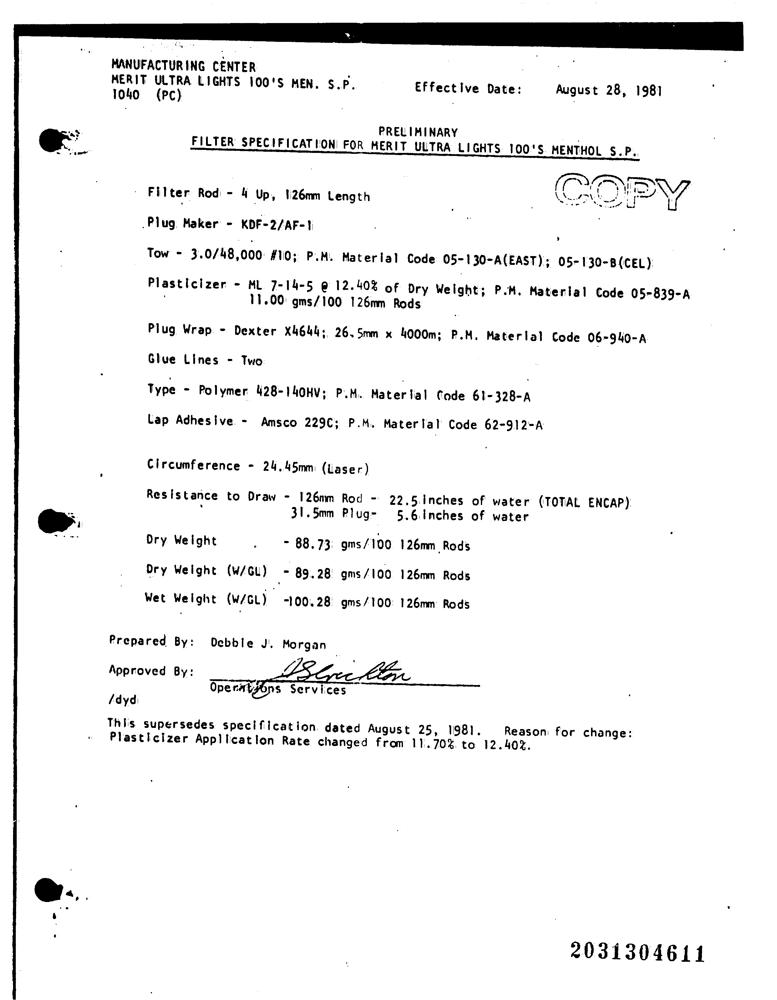 MANUFACTURING CENTER
MERIT ULTRA LIGHTS 100'S MEN. S.P.
1040 (PC)
Effective Date: August 28, 1981
PRELIMINARY
FILTER SPECIFICATION FOR MERIT ULTRA LIGHTS 100'S MENTHOL S.P.
COPY
Filter Rod - 4 Up, 126mm Length
Plug Maker - KDF-2/AF-1
Tow - 3.0/48,000 #10; P.M. Material Code 05-130-A(EAST); 05-130-B(CEL)
Plasticizer - ML 7-14-5 @ 12.40% of Dry Weight; P.M. Material Code 05-839-A
11.00 gms/100 126mm Rods
Plug Wrap - Dexter X4644; 26.5mm x 4000m; P.M. Material Code 06-940-A
Glue Lines - Two
Type - Polymer 428-140HV; P.M. Material Code 61-328-A
Lap Adhesive - Amsco 229C; P.M. Material Code 62-912-A
Circumference - 24.45mm (Laser)
Resistance to Draw - 126mm Rod - 22.5 inches of water (TOTAL ENCAP)
31.5mm Plug- 5.6 inches of water
Dry Weight - 88.73 gms/100 126mm Rods
Dry Weight (W/GL) - 89.28 gms/100 126mm Rods
Wet Weight (W/GL) -100.28 gms/100 126mm Rods
Prepared By: Debbie J. Morgan
Approved By:
Operations Services
/dyd
This supersedes specification dated August 25, 1981. Reason for change:
Plasticizer Application Rate changed from 11.70% to 12.40%.
2031304611